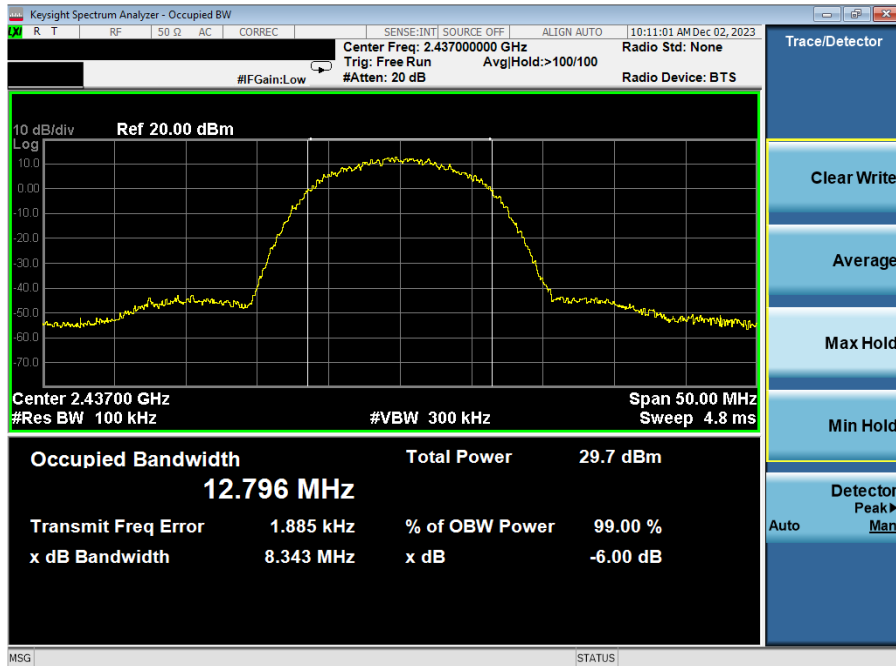 Keysight Spectrum Analyzer - Occupied BW
LXI R T RF 50 Ω AC CORREC SENSE:INT SOURCE OFF ALIGN AUTO 10:11:01 AM Dec 02, 2023
Center Freq: 2.437000000 GHz Radio Std: None
Trig: Free Run Avg|Hold:>100/100
#IFGain:Low #Atten: 20 dB Radio Device: BTS
Trace/Detector
10 dB/div Ref 20.00 dBm
Log
10.0
0.00
-10.0
-20.0
-30.0
-40.0
-50.0
-60.0
-70.0
Center 2.43700 GHz Span 50.00 MHz
#Res BW 100 kHz #VBW 300 kHz Sweep 4.8 ms
Occupied Bandwidth Total Power 29.7 dBm
12.796 MHz
Transmit Freq Error 1.885 kHz % of OBW Power 99.00 %
x dB Bandwidth 8.343 MHz x dB -6.00 dB
Clear Write
Average
Max Hold
Min Hold
Detector
Peak▶
Auto Man
MSG STATUS